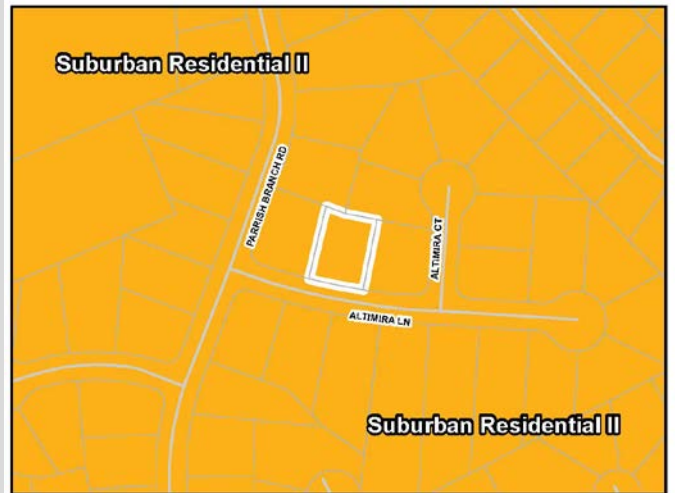 Suburban Residential II
PARRISH BRANCH RD
ALTIMIRA CT
ALTIMIRA LN
Suburban Residential II